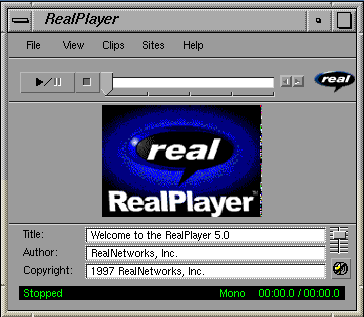 RealPlayer
File View Clips Sites Help
real
real
RealPlayer™
Title: Welcome to the RealPlayer 5.0
Author: RealNetworks, Inc.
Copyright: 1997 RealNetworks, Inc.
Stopped Mono 00:00.0 / 00:00.0